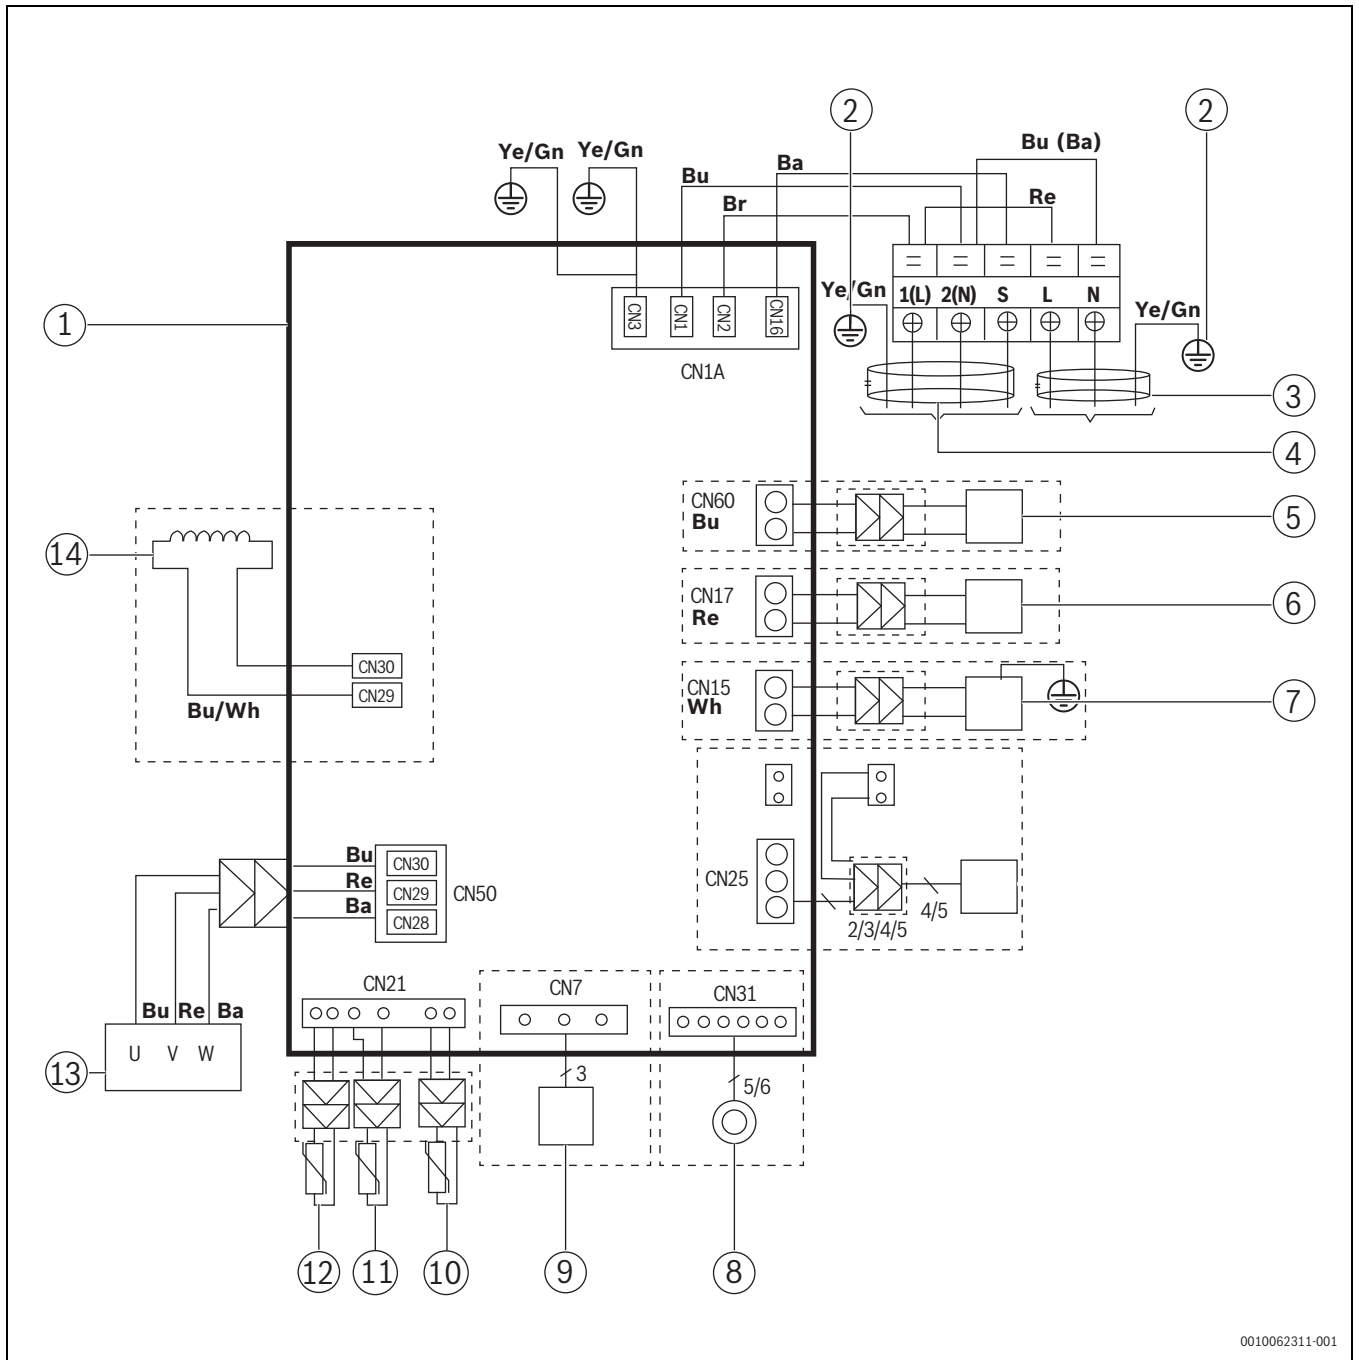 2
2
Ye/Gn Ye/Gn
Bu
Ba
Br
Bu (Ba)
Re
Ye/Gn
1(L) 2(N) S L N
Ye/Gn
1
CN3
CN1
CN2
CN16
CN1A
3
4
CN60
Bu
5
CN17
Re
6
CN15
Wh
7
14
CN30
CN29
Bu/Wh
CN25
2/3/4/5
4/5
Bu
Re
Ba
CN30
CN29
CN28
CN50
CN21
CN7
CN31
Bu Re Ba
U V W
13
3
5/6
12
11
10
9
8
0010062311-001